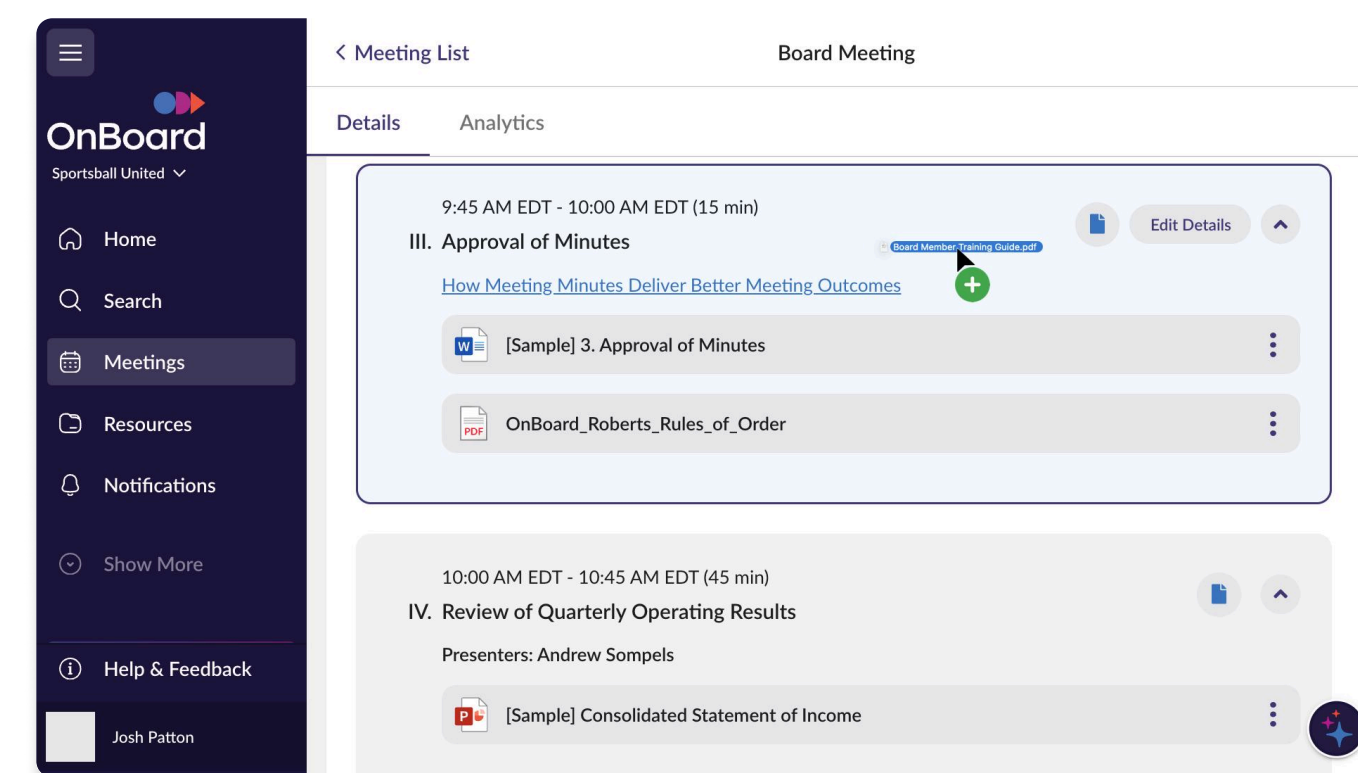 Meeting List
Board Meeting
OnBoard
Sportsball United
Details
Analytics
Home
Search
Meetings
Resources
Notifications
Show More
Help & Feedback
Josh Patton
9:45 AM EDT - 10:00 AM EDT (15 min)
III. Approval of Minutes
Edit Details
Board Member Training Guide.pdf
How Meeting Minutes Deliver Better Meeting Outcomes
W
[Sample] 3. Approval of Minutes
PDF
OnBoard_Roberts_Rules_of_Order
10:00 AM EDT - 10:45 AM EDT (45 min)
IV. Review of Quarterly Operating Results
Presenters: Andrew Sompels
P
[Sample] Consolidated Statement of Income